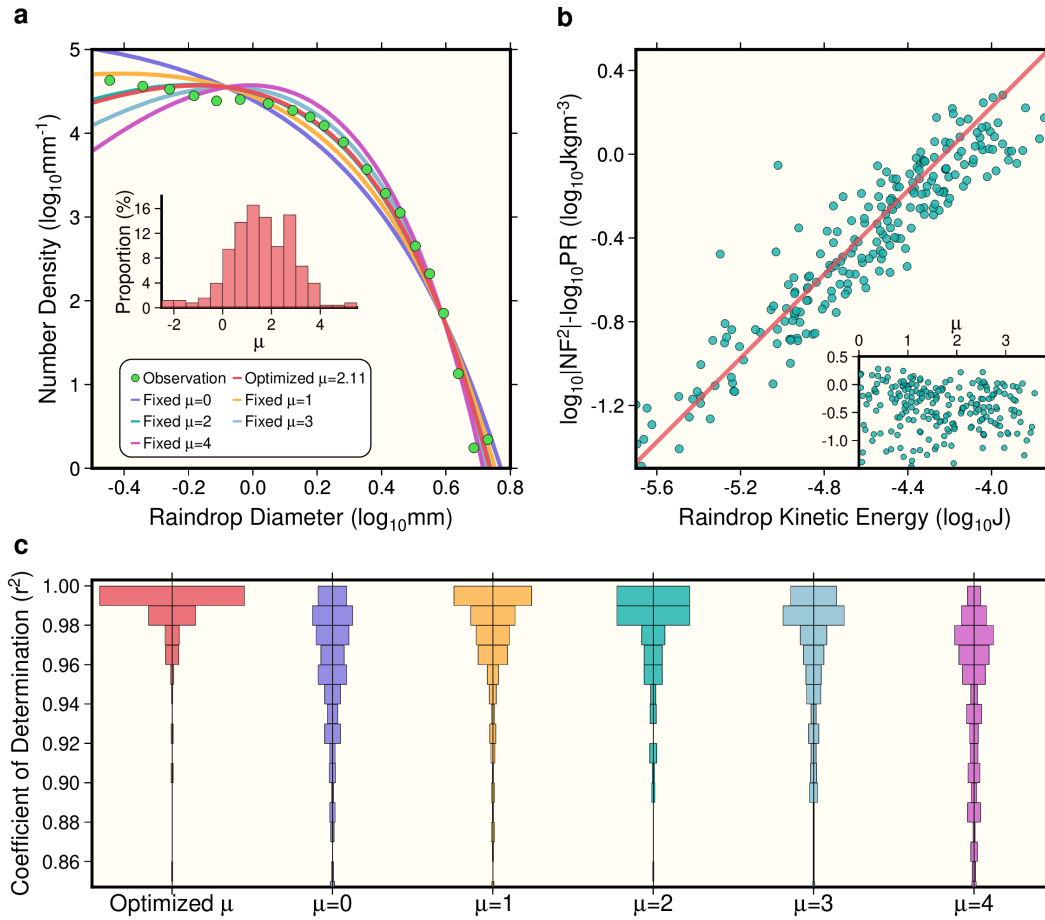 a
b
5
4
3
2
1
0
Number Density (log₁₀mm⁻¹)
-0.4
-0.2
0.0
0.2
0.4
0.6
0.8
Raindrop Diameter (log₁₀mm)
Proportion (%)
16
12
8
4
0
-2
0
2
4
μ
Observation
Optimized μ=2.11
Fixed μ=0
Fixed μ=1
Fixed μ=2
Fixed μ=3
Fixed μ=4
log₁₀|NF²|-log₁₀PR (log₁₀Jkgm⁻³)
0.4
0.0
-0.4
-0.8
-1.2
-5.6
-5.2
-4.8
-4.4
-4.0
Raindrop Kinetic Energy (log₁₀J)
μ
0
1
2
3
0.5
0.0
-0.5
-1.0
c
Coefficient of Determination (r²)
1.00
0.98
0.96
0.94
0.92
0.90
0.88
0.86
Optimized μ
μ=0
μ=1
μ=2
μ=3
μ=4